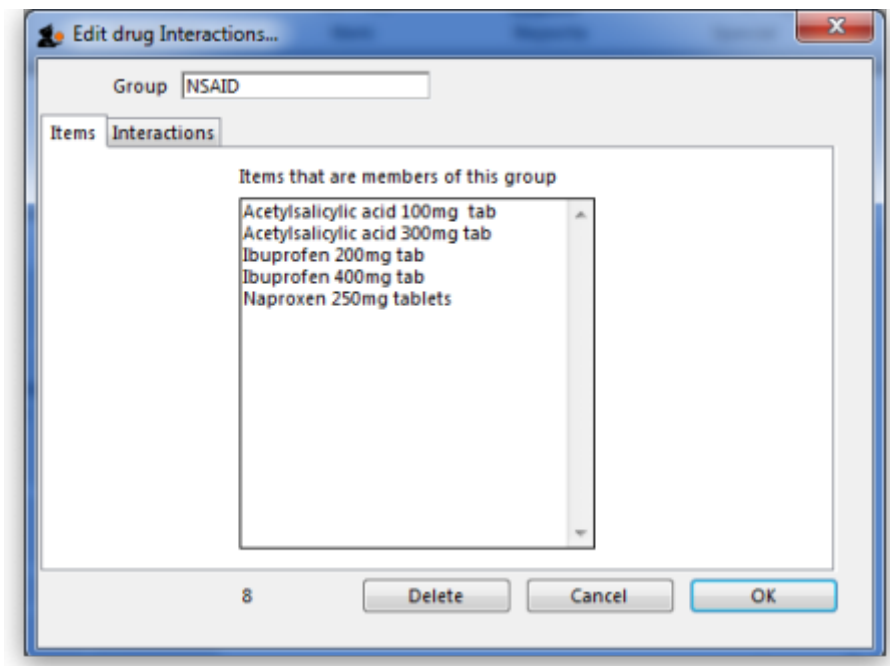 Edit drug Interactions...
Group NSAID
Items Interactions
Items that are members of this group
Acetylsalicylic acid 100mg  tab
Acetylsalicylic acid 300mg tab
Ibuprofen 200mg tab
Ibuprofen 400mg tab
Naproxen 250mg tablets
8 Delete Cancel OK